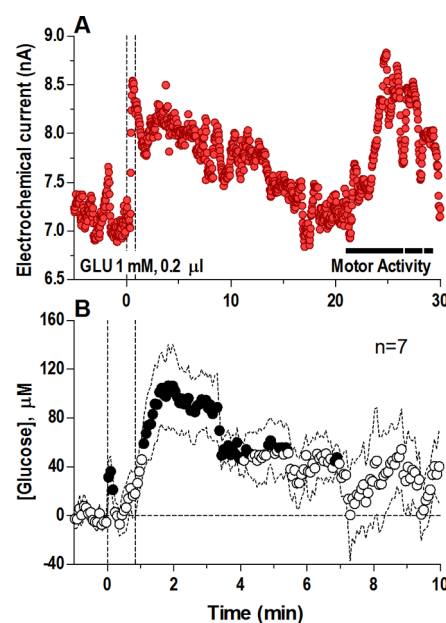 A
Electrochemical current (nA)
9.0
8.5
8.0
7.5
7.0
6.5
GLU 1 mM, 0.2 µl
Motor Activity
0
10
20
30
B
[Glucose], µM
160
120
80
40
0
-40
n=7
0
2
4
6
8
10
Time (min)